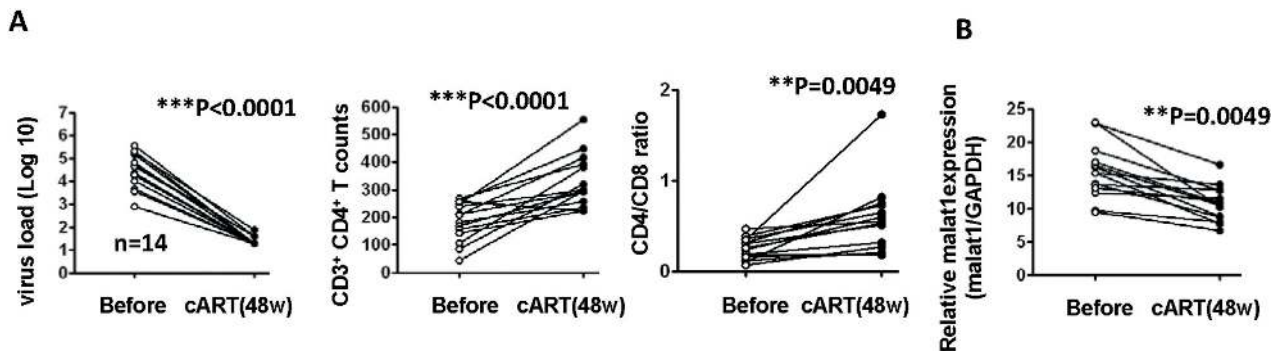 A
B
***P<0.0001
virus load (Log 10)
7
6
5
4
3
2
1
0
n=14
Before cART(48w)
***P<0.0001
CD3⁺ CD4⁺ T counts
600
500
400
300
200
100
0
Before cART(48w)
**P=0.0049
CD4/CD8 ratio
2
1
0
Before cART(48w)
**P=0.0049
Relative malat1expression
(malat1/GAPDH)
25
20
15
10
5
0
Before cART(48w)